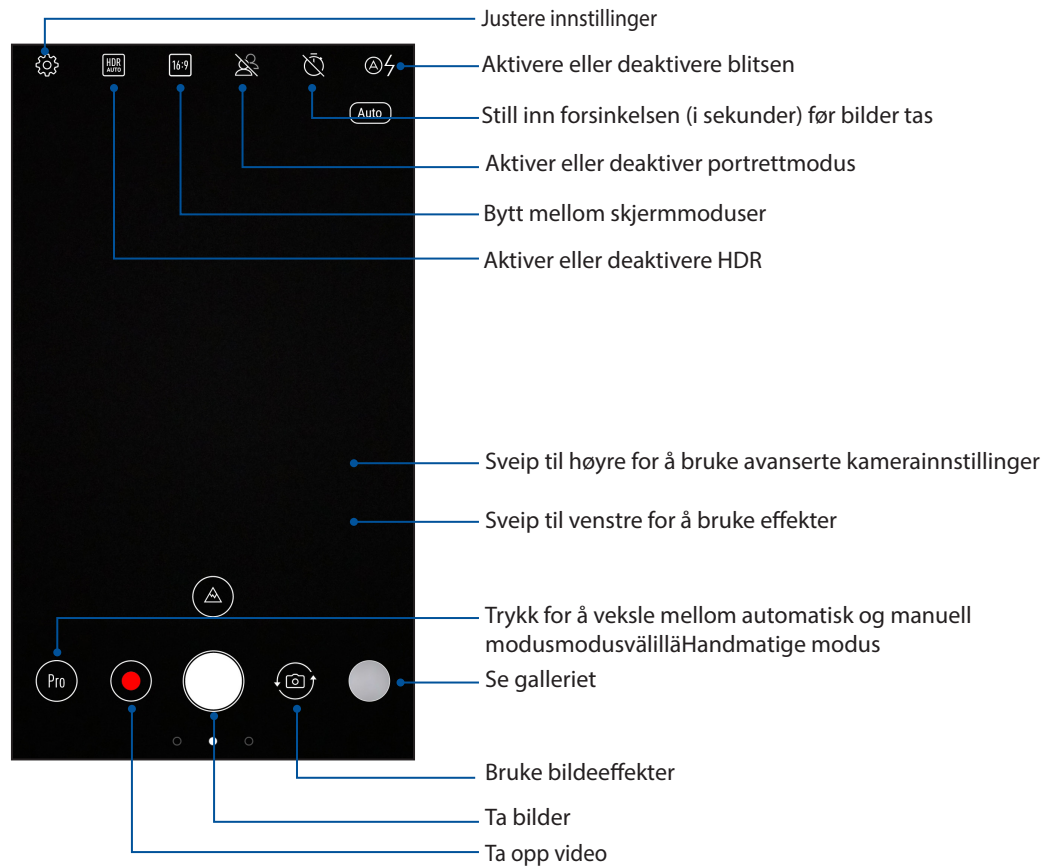 Justere innstillinger
HDR
AUTO
16:9
Aktivere eller deaktivere blitsen
Auto
Still inn forsinkelsen (i sekunder) før bilder tas
Aktiver eller deaktiver portrettmodus
Bytt mellom skjermmoduser
Aktiver eller deaktivere HDR
Sveip til høyre for å bruke avanserte kamerainnstillinger
Sveip til venstre for å bruke effekter
Trykk for å veksle mellom automatisk og manuell
modusmodusvälilläHandmatige modus
Pro
Se galleriet
Bruke bildeeffekter
Ta bilder
Ta opp video